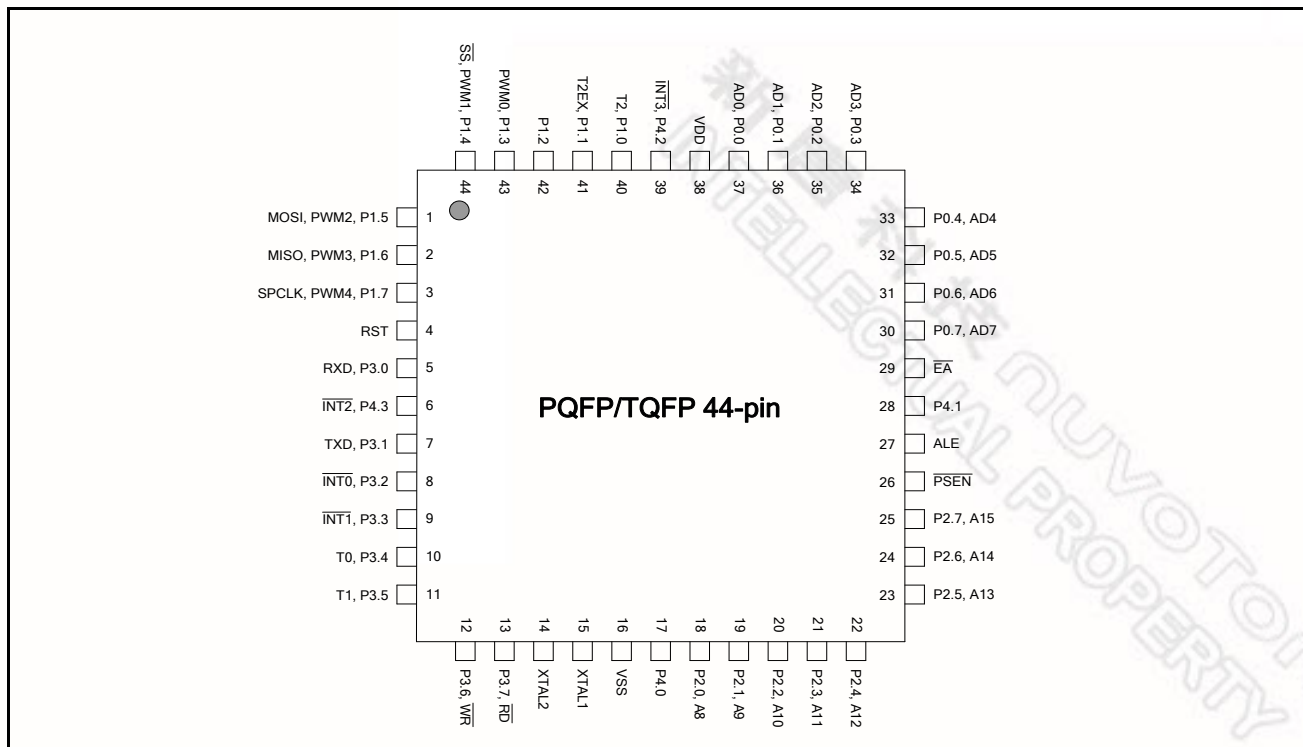 SS, PWM1, P1.4
PWM0, P1.3
P1.2
T2EX, P1.1
T2, P1.0
INT3, P4.2
VDD
AD0, P0.0
AD1, P0.1
AD2, P0.2
AD3, P0.3
44
43
42
41
40
39
38
37
36
35
34
MOSI, PWM2, P1.5 1
MISO, PWM3, P1.6 2
SPCLK, PWM4, P1.7 3
RST 4
RXD, P3.0 5
INT2, P4.3 6
TXD, P3.1 7
INT0, P3.2 8
INT1, P3.3 9
T0, P3.4 10
T1, P3.5 11
PQFP/TQFP 44-pin
33 P0.4, AD4
32 P0.5, AD5
31 P0.6, AD6
30 P0.7, AD7
29 EA
28 P4.1
27 ALE
26 PSEN
25 P2.7, A15
24 P2.6, A14
23 P2.5, A13
12
13
14
15
16
17
18
19
20
21
22
P3.6, WR
P3.7, RD
XTAL2
XTAL1
VSS
P4.0
P2.0, A8
P2.1, A9
P2.2, A10
P2.3, A11
P2.4, A12
新唐科技 nuvoTon
INTELLECTUAL PROPERTY